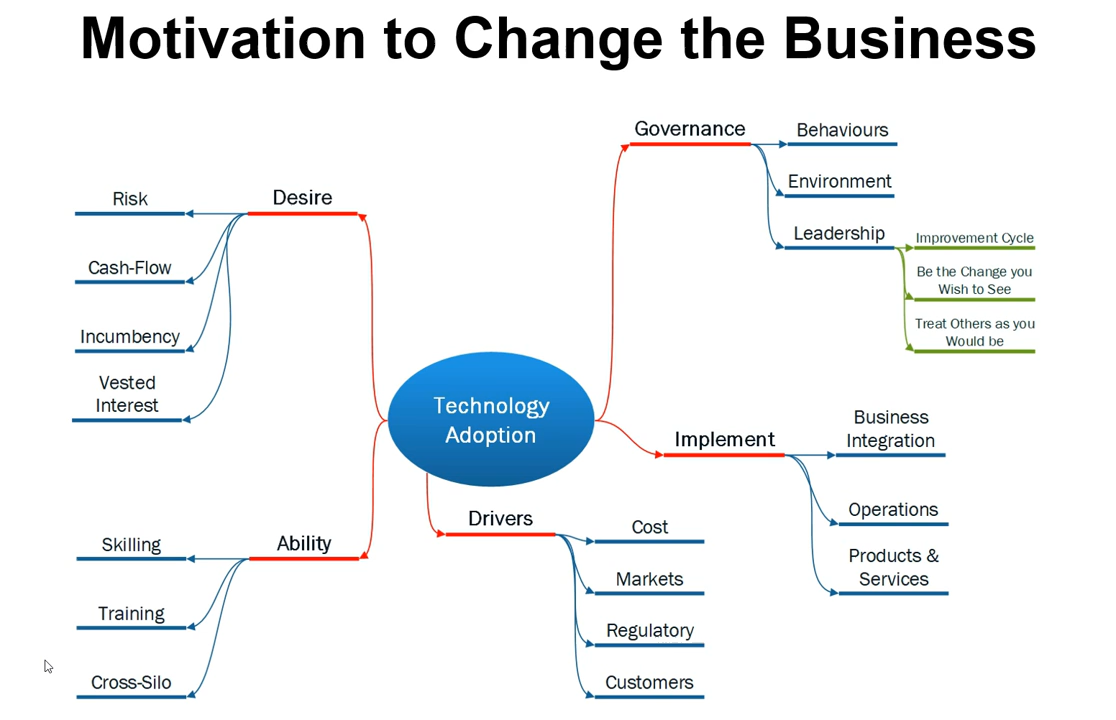 Motivation to Change the Business
Technology
Adoption
Desire
Risk
Cash-Flow
Incumbency
Vested
Interest
Ability
Skilling
Training
Cross-Silo
Drivers
Cost
Markets
Regulatory
Customers
Governance
Behaviours
Environment
Leadership
Improvement Cycle
Be the Change you
Wish to See
Treat Others as you
Would be
Implement
Business
Integration
Operations
Products &
Services